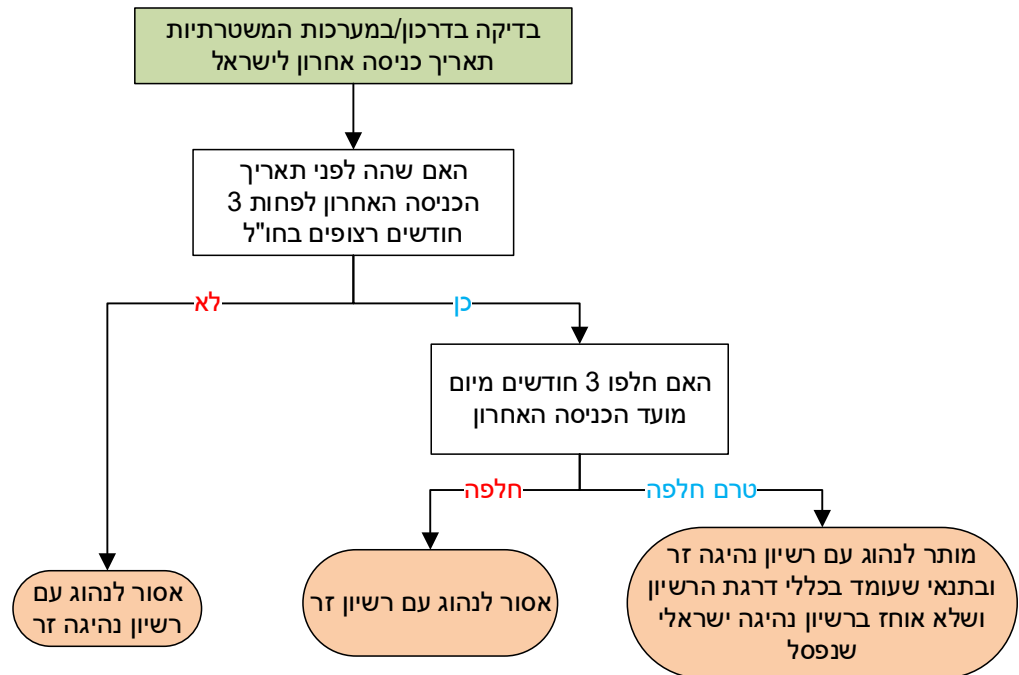 בדיקה בדרכון/במערכות המשטרתיות
תאריך כניסה אחרון לישראל
האם שהה לפני תאריך
הכניסה האחרון לפחות 3
חודשים רצופים בחו"ל
כן
לא
האם חלפו 3 חודשים מיום
מועד הכניסה האחרון
טרם חלפה
חלפה
מותר לנהוג עם רשיון נהיגה זר
ובתנאי שעומד בכללי דרגת הרשיון
ושלא אוחז ברשיון נהיגה ישראלי
שנפסל
אסור לנהוג עם רשיון זר
אסור לנהוג עם
רשיון נהיגה זר